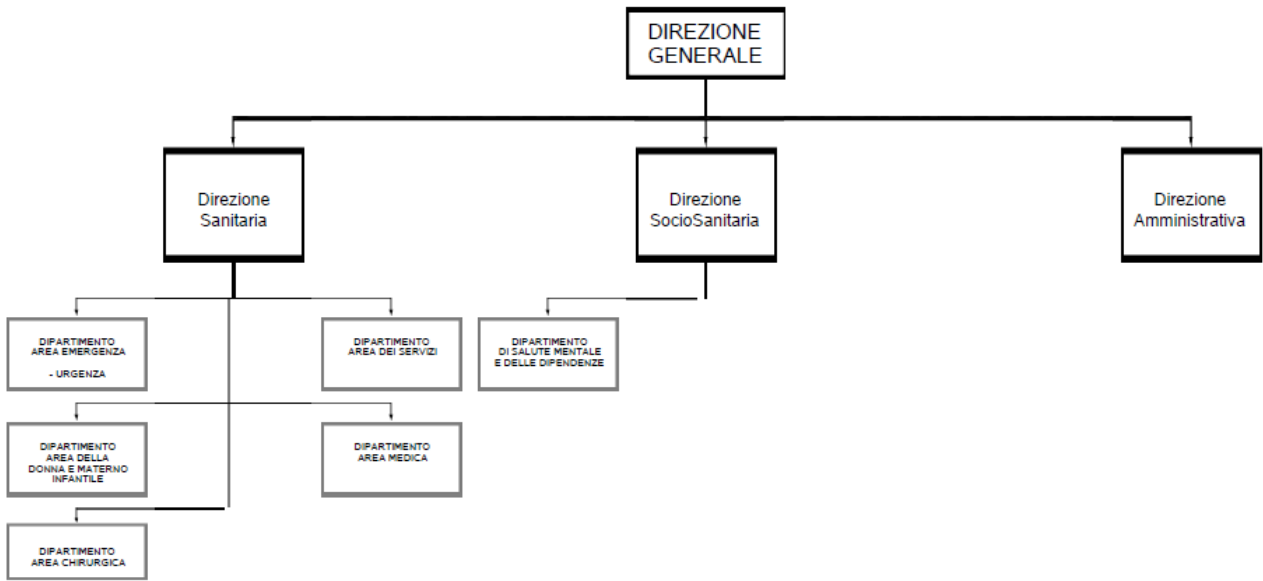 DIREZIONE
GENERALE
Direzione
Sanitaria
Direzione
SocioSanitaria
Direzione
Amministrativa
DIPARTIMENTO
AREA EMERGENZA
- URGENZA
DIPARTIMENTO
AREA DEI SERVIZI
DIPARTIMENTO
DI SALUTE MENTALE
E DELLE DIPENDENZE
DIPARTIMENTO
AREA DELLA
DONNA E MATERNO
INFANTILE
DIPARTIMENTO
AREA MEDICA
DIPARTIMENTO
AREA CHIRURGICA